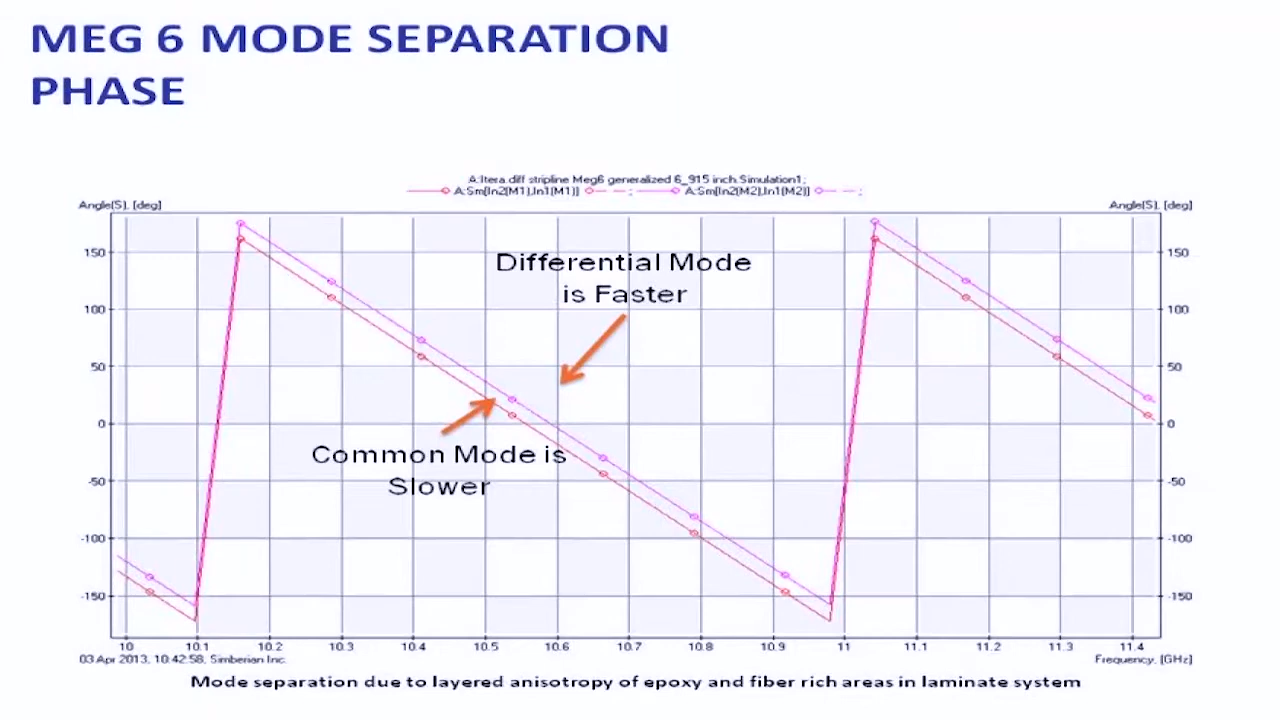 MEG 6 MODE SEPARATION
PHASE
A:Itera.diff stripline Meg6 generalized 6_915 inch.Simulation1;
A:Sm[In2(M1),In1(M1)] ; A:Sm[In2(M2),In1(M2)] ;
Angle(S), [deg] Angle(S), [deg]
150 150
100 100
50 50
0 0
-50 -50
-100 -100
-150 -150
Differential Mode
is Faster
Common Mode is
Slower
10 10.1 10.2 10.3 10.4 10.5 10.6 10.7 10.8 10.9 11 11.1 11.2 11.3 11.4
03 Apr 2013, 10:42:58, Simberian Inc. Frequency, [GHz]
Mode separation due to layered anisotropy of epoxy and fiber rich areas in laminate system